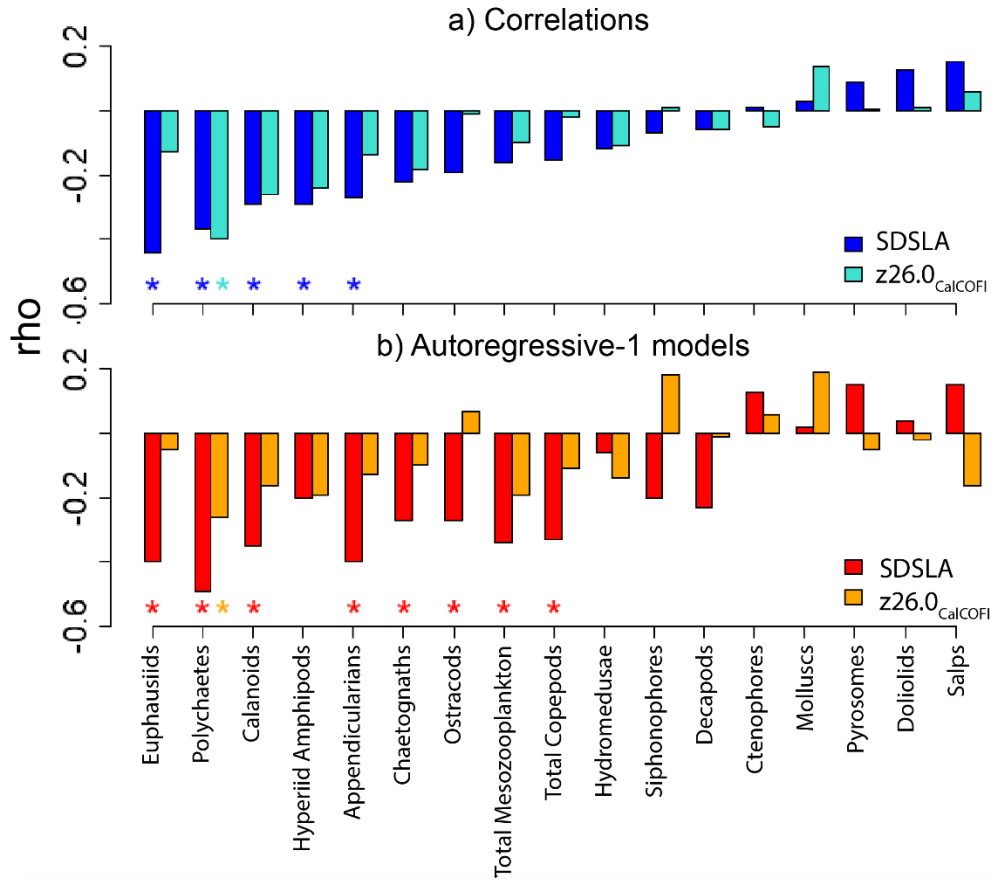 a) Correlations
0.2
-0.2
-0.6
SDSLA
z26.0CalCOFI
* * * * * *
rho
b) Autoregressive-1 models
0.2
-0.2
-0.6
SDSLA
z26.0CalCOFI
* * * * * * * * *
Euphausiids
Polychaetes
Calanoids
Hyperiid Amphipods
Appendicularians
Chaetognaths
Ostracods
Total Mesozooplankton
Total Copepods
Hydromedusae
Siphonophores
Decapods
Ctenophores
Molluscs
Pyrosomes
Doliolids
Salps